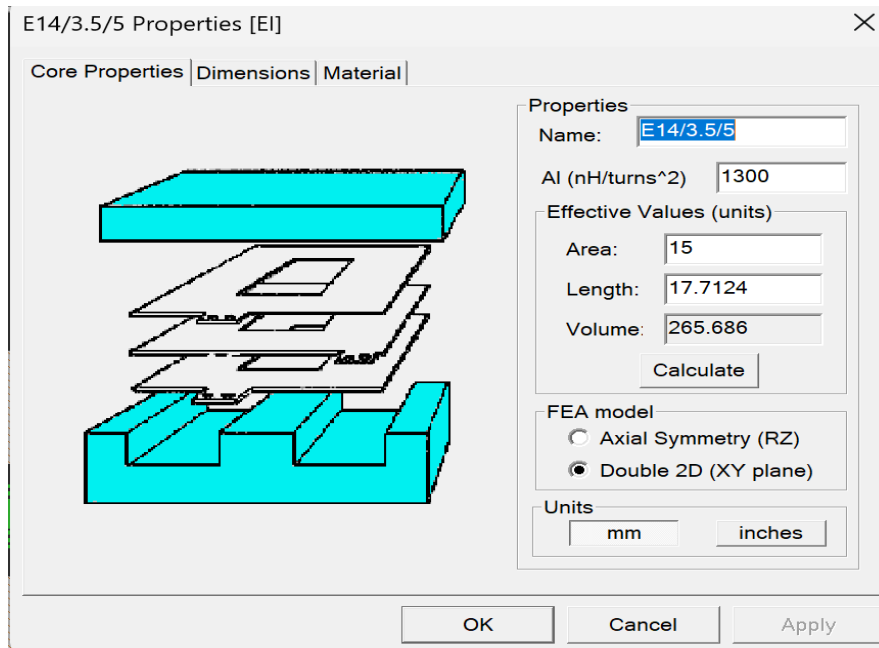 E14/3.5/5 Properties [EI]
Core Properties Dimensions Material
Properties
Name: E14/3.5/5
Al (nH/turns^2) 1300
Effective Values (units)
Area: 15
Length: 17.7124
Volume: 265.686
Calculate
FEA model
Axial Symmetry (RZ)
Double 2D (XY plane)
Units
mm inches
OK Cancel Apply